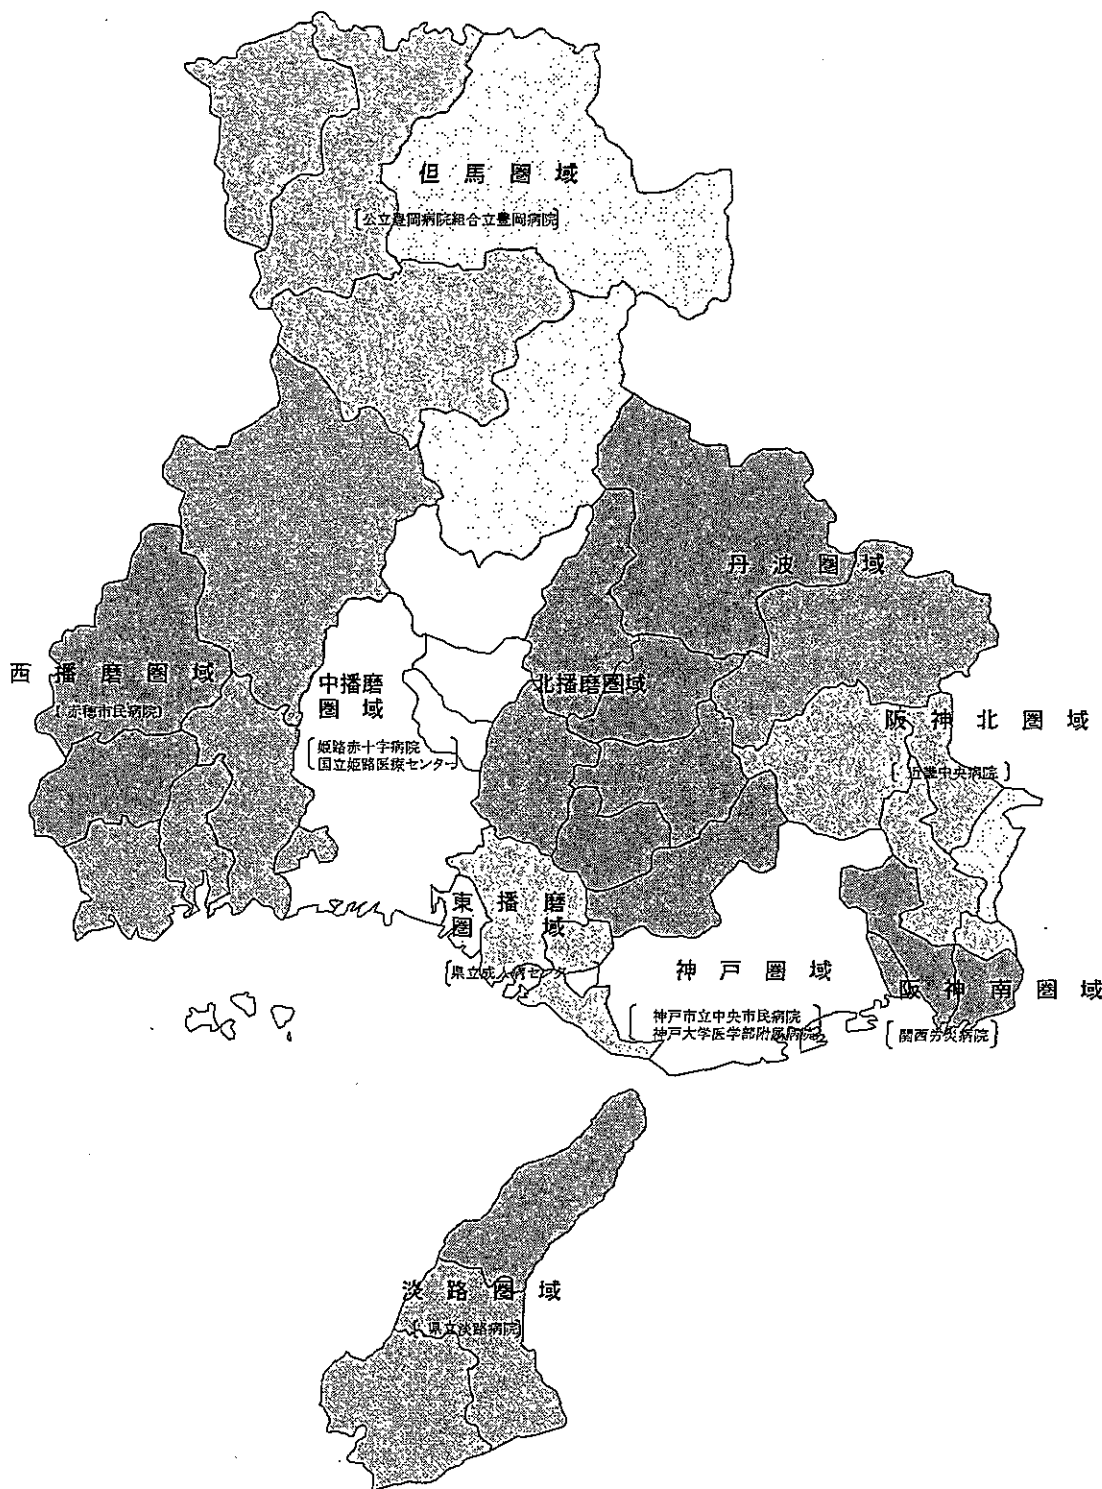 但馬圏域
[公立豊岡病院組合立豊岡病院]
丹波圏域
西播磨圏域
[赤穂市民病院]
中播磨
圏域
[姫路赤十字病院
国立姫路医療センター]
北播磨圏域
阪神北圏域
[近畿中央病院]
東播磨
圏域
[県立成人病センター]
神戸圏域
[神戸市立中央市民病院
神戸大学医学部附属病院]
阪神南圏域
[関西労災病院]
淡路圏域
[県立淡路病院]